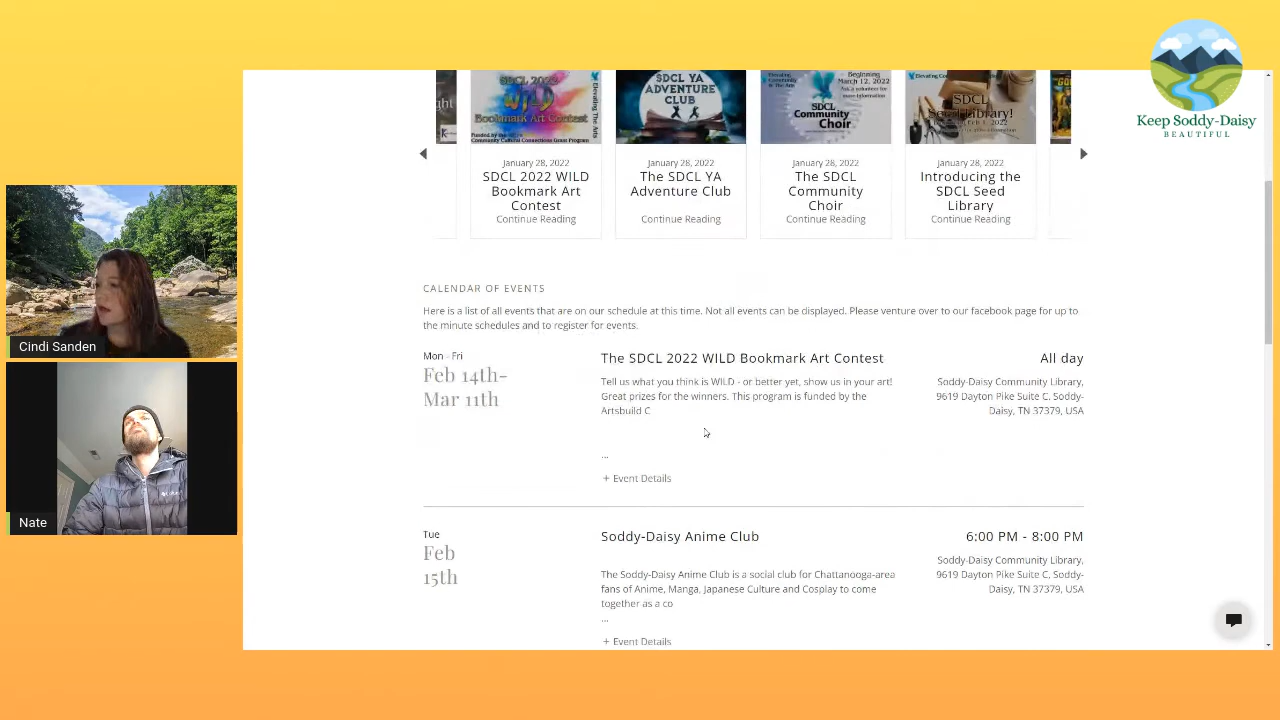 Keep Soddy-Daisy
BEAUTIFUL
SDCL 2022
WILD
Bookmark Art Contest
Elevating The Arts
SDCL YA
ADVENTURE
CLUB
Beginning
March 12, 2022
SDCL
Community
Choir
SDCL
Seed Library!
January 28, 2022
SDCL 2022 WILD
Bookmark Art
Contest
Continue Reading
January 28, 2022
The SDCL YA
Adventure Club
Continue Reading
January 28, 2022
The SDCL
Community
Choir
Continue Reading
January 28, 2022
Introducing the
SDCL Seed
Library
Continue Reading
CALENDAR OF EVENTS
Here is a list of all events that are on our schedule at this time. Not all events can be displayed. Please venture over to our facebook page for up to
the minute schedules and to register for events.
Mon - Fri
Feb 14th-
Mar 11th
The SDCL 2022 WILD Bookmark Art Contest
Tell us what you think is WILD - or better yet, show us in your art!
Great prizes for the winners. This program is funded by the
Artsbuild C
...
+ Event Details
All day
Soddy-Daisy Community Library,
9619 Dayton Pike Suite C, Soddy-
Daisy, TN 37379, USA
Tue
Feb
15th
Soddy-Daisy Anime Club
The Soddy-Daisy Anime Club is a social club for Chattanooga-area
fans of Anime, Manga, Japanese Culture and Cosplay to come
together as a co
...
+ Event Details
6:00 PM - 8:00 PM
Soddy-Daisy Community Library,
9619 Dayton Pike Suite C, Soddy-
Daisy, TN 37379, USA
Cindi Sanden
Nate